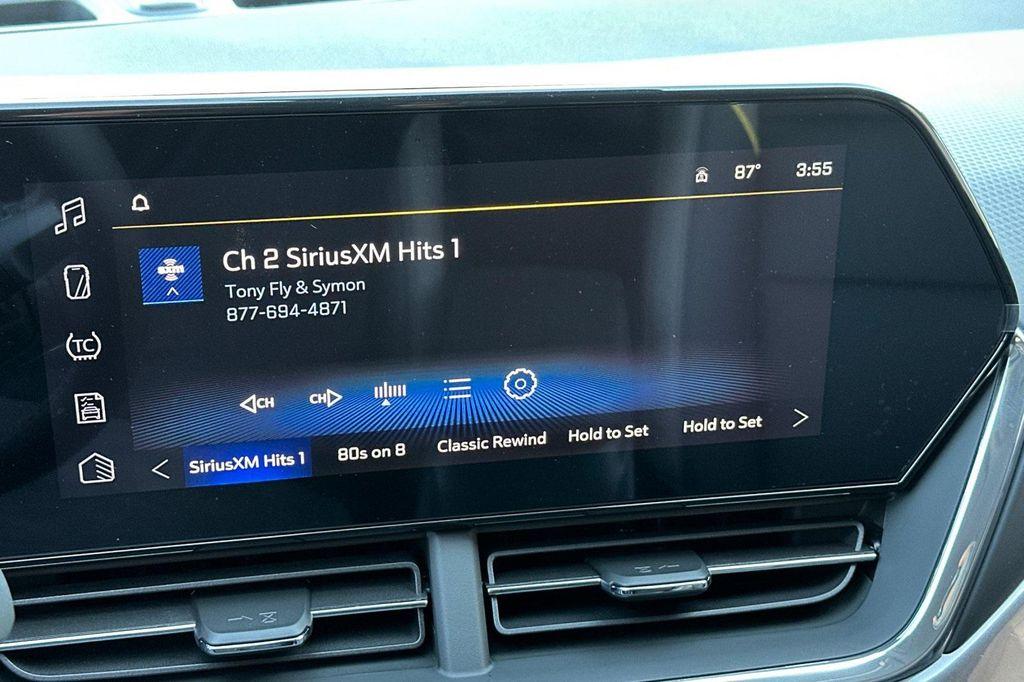 87° 3:55
sxm
Ch 2 SiriusXM Hits 1
Tony Fly & Symon
877-694-4871
TC
CH CH
SiriusXM Hits 1 80s on 8 Classic Rewind Hold to Set Hold to Set